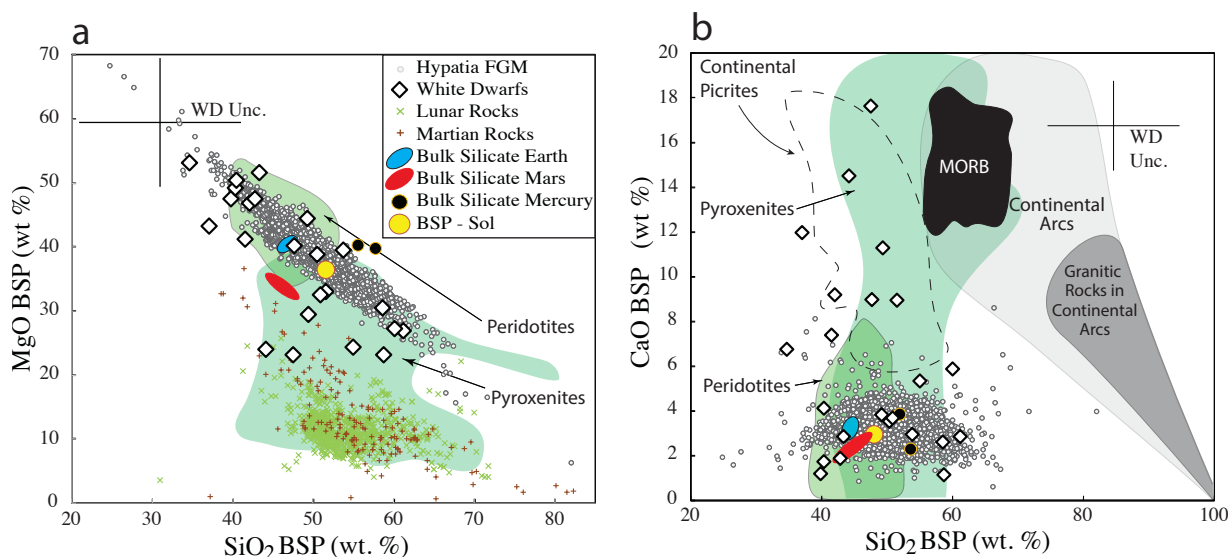 a
70
60
50
40
30
20
10
0
MgO BSP (wt %)
WD Unc.
Hypatia FGM
White Dwarfs
Lunar Rocks
Martian Rocks
Bulk Silicate Earth
Bulk Silicate Mars
Bulk Silicate Mercury
BSP - Sol
Peridotites
Pyroxenites
20 30 40 50 60 70 80
SiO2 BSP (wt. %)
b
20
18
16
14
12
10
8
6
4
2
0
CaO BSP (wt %)
Continental
Picrites
Pyroxenites
Peridotites
MORB
WD
Unc.
Continental
Arcs
Granitic
Rocks in
Continental
Arcs
20 40 60 80 100
SiO2 BSP (wt. %)